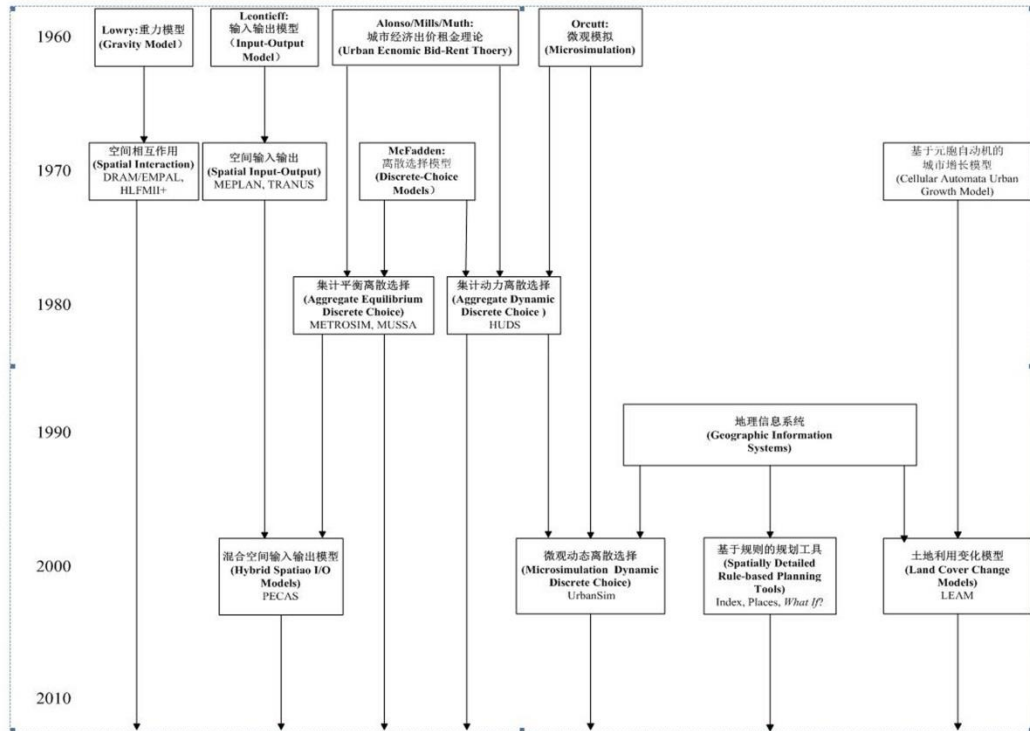 1960
Lowry:重力模型
(Gravity Model)
Leontieff:
输入输出模型
（Input-Output
Model）
Alonso/Mills/Muth:
城市经济出价租金理论
(Urban Ecnomic Bid-Rent Thoery)
Orcutt:
微观模拟
(Microsimulation)
1970
空间相互作用
(Spatial Interaction)
DRAM/EMPAL,
HLFMII+
空间输入输出
(Spatial Input-Output)
MEPLAN, TRANUS
McFadden:
离散选择模型
(Discrete-Choice
Models）
基于元胞自动机的
城市增长模型
(Cellular Automata Urban
Growth Model)
1980
集计平衡离散选择
(Aggregate Equilibrium
Discrete Choice)
METROSIM, MUSSA
集计动力离散选择
(Aggregate Dynamic
Discrete Choice )
HUDS
1990
地理信息系统
(Geographic Information
Systems)
2000
混合空间输入输出模型
(Hybrid Spatiao I/O
Models)
PECAS
微观动态离散选择
(Microsimulation Dynamic
Discrete Choice)
UrbanSim
基于规则的规划工具
(Spatially Detailed
Rule-based Planning
Tools)
Index, Places, What If?
土地利用变化模型
(Land Cover Change
Models)
LEAM
2010